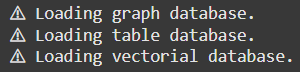 ⚠ Loading graph database.
⚠ Loading table database.
⚠ Loading vectorial database.